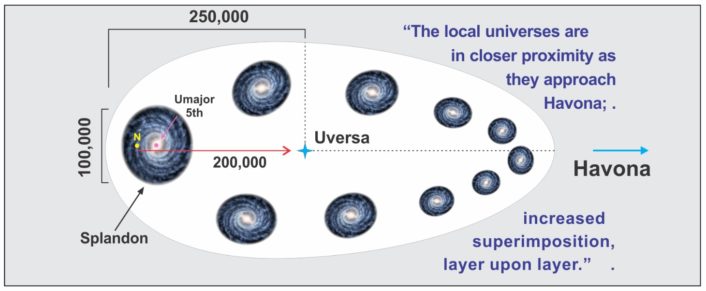 250,000
“The local universes are
in closer proximity as
they approach
Havona; .
Umajor
5th
N
100,000
200,000
Uversa
Havona
Splandon
increased
superimposition,
layer upon layer.” .